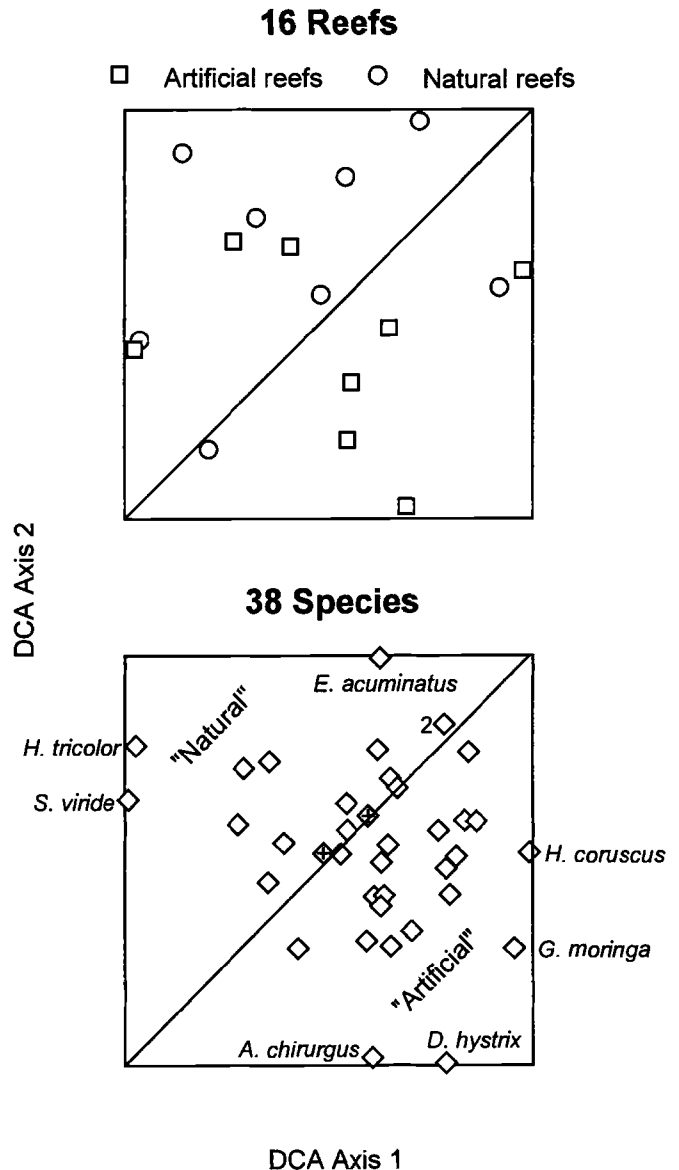 16 Reefs
Artificial reefs
Natural reefs
DCA Axis 2
38 Species
E. acuminatus
2
"Natural"
H. tricolor
S. viride
H. coruscus
G. moringa
"Artificial"
A. chirurgus
D. hystrix
DCA Axis 1